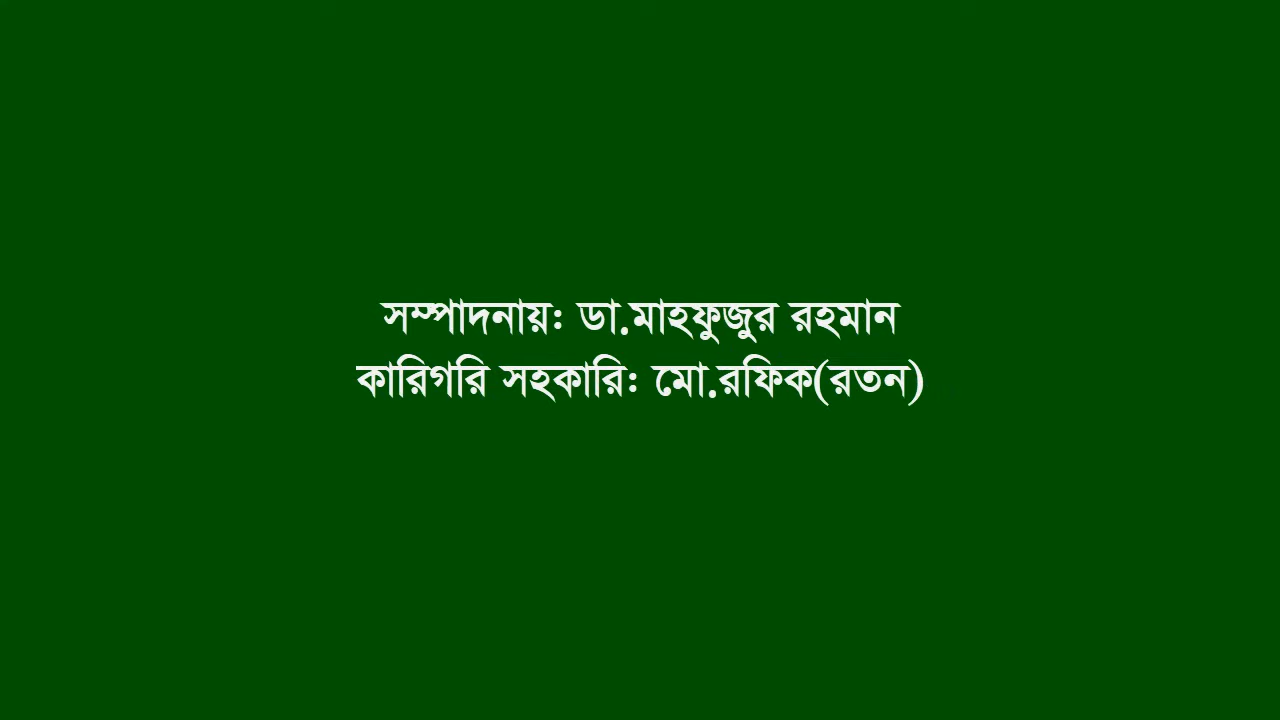 সম্পাদনায়: ডা.মাহফুজুর রহমান
কারিগরি সহকারি: মো.রফিক(রতন)